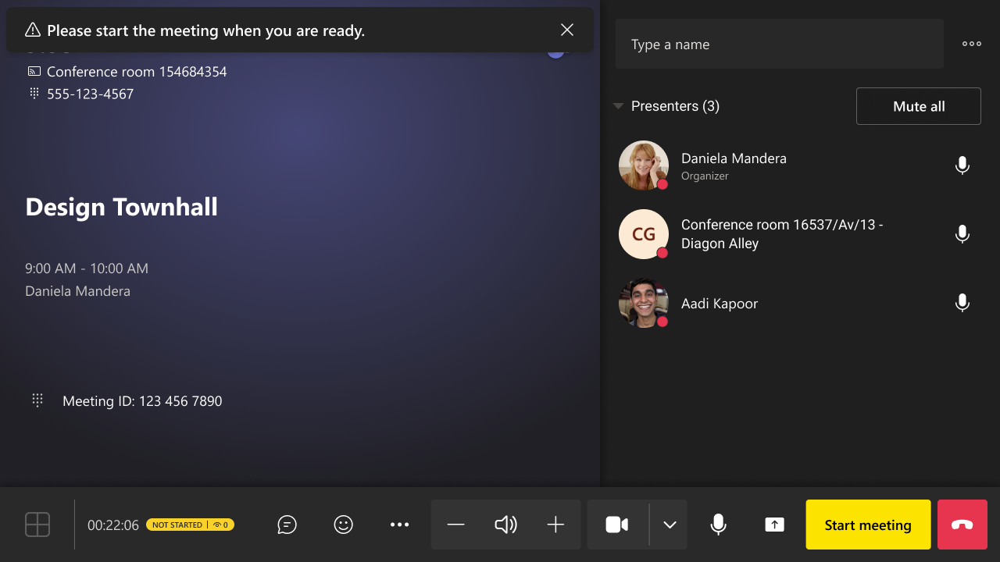 Please start the meeting when you are ready.
Conference room 154684354
555-123-4567
Design Townhall
9:00 AM - 10:00 AM
Daniela Mandera
Meeting ID: 123 456 7890
Type a name
Presenters (3)
Mute all
Daniela Mandera
Organizer
CG
Conference room 16537/Av/13 -
Diagon Alley
Aadi Kapoor
00:22:06
NOT STARTED | 0
Start meeting